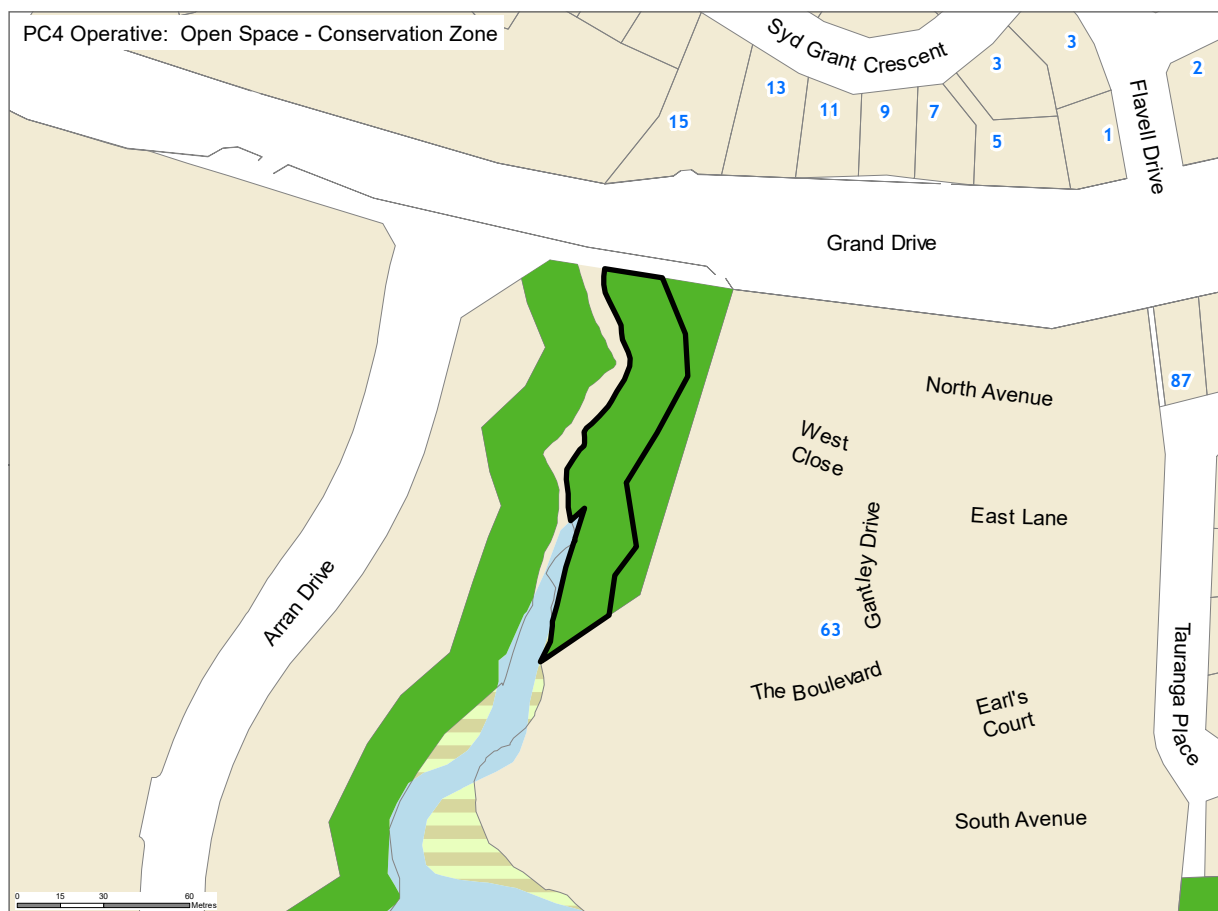 PC4 Operative: Open Space - Conservation Zone
Syd Grant Crescent
3
3
2
13
11
9
7
15
5
1
Flavell Drive
Grand Drive
87
North Avenue
West
Close
East Lane
Gantley Drive
Arran Drive
63
The Boulevard
Tauranga Place
Earl's
Court
South Avenue
0 15 30 60
Metres